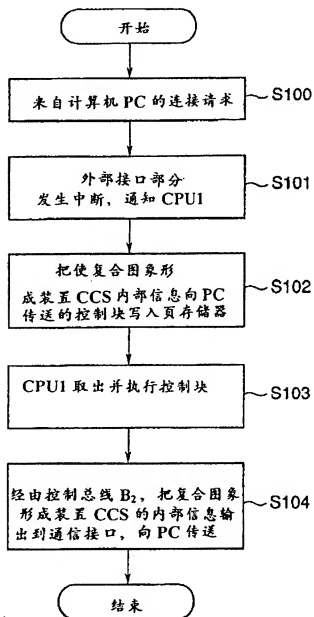 开始
来自计算机 PC 的连接请求
S100
外部接口部分
发生中断，通知 CPU1
S101
把使复合图象形
成装置 CCS 内部信息向 PC
传送的控制块写入页存储器
S102
CPU1 取出并执行控制块
S103
经由控制总线 B₂，把复合图象
形成装置 CCS 的内部信息输
出到通信接口，向 PC 传送
S104
结束